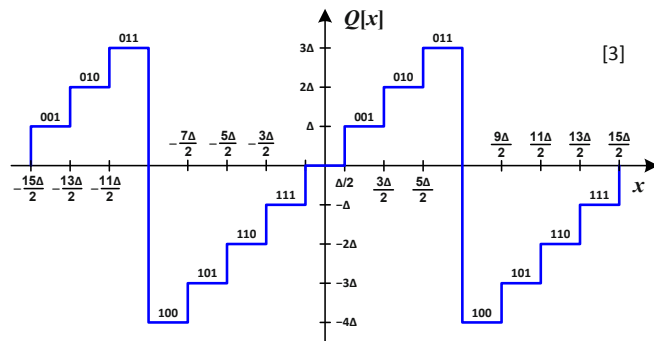 Q[x]
011 3Δ 011 [3]
010 2Δ 010
001 Δ 001
−7Δ/2 −5Δ/2 −3Δ/2 9Δ/2 11Δ/2 13Δ/2 15Δ/2
−15Δ/2 −13Δ/2 −11Δ/2 Δ/2 3Δ/2 5Δ/2 x
111 −Δ 111
110 −2Δ 110
101 −3Δ 101
100 −4Δ 100